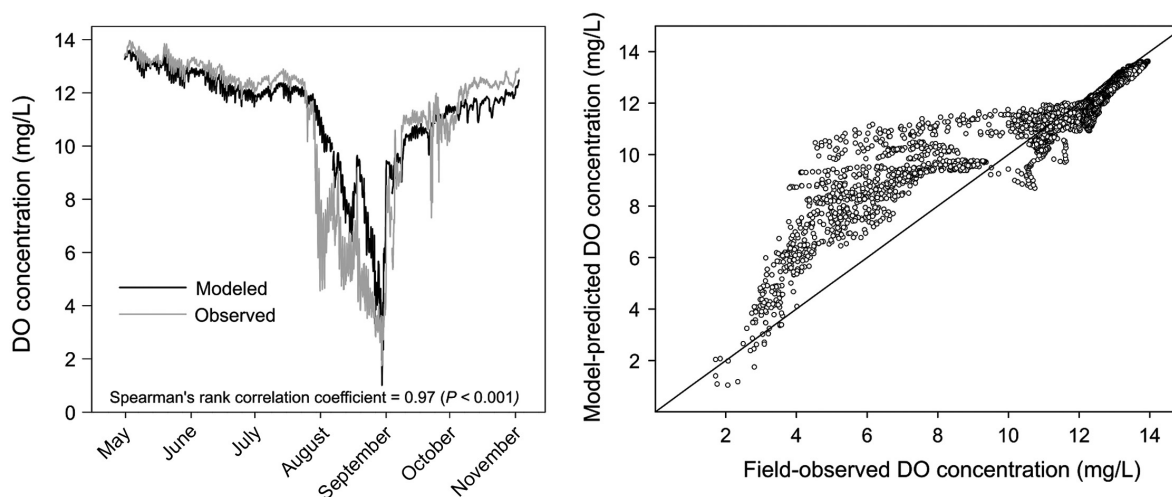 DO concentration (mg/L)
14
12
10
8
6
4
2
0
Modeled
Observed
Spearman's rank correlation coefficient = 0.97 (P < 0.001)
May
June
July
August
September
October
November
Model-predicted DO concentration (mg/L)
14
12
10
8
6
4
2
2
4
6
8
10
12
14
Field-observed DO concentration (mg/L)